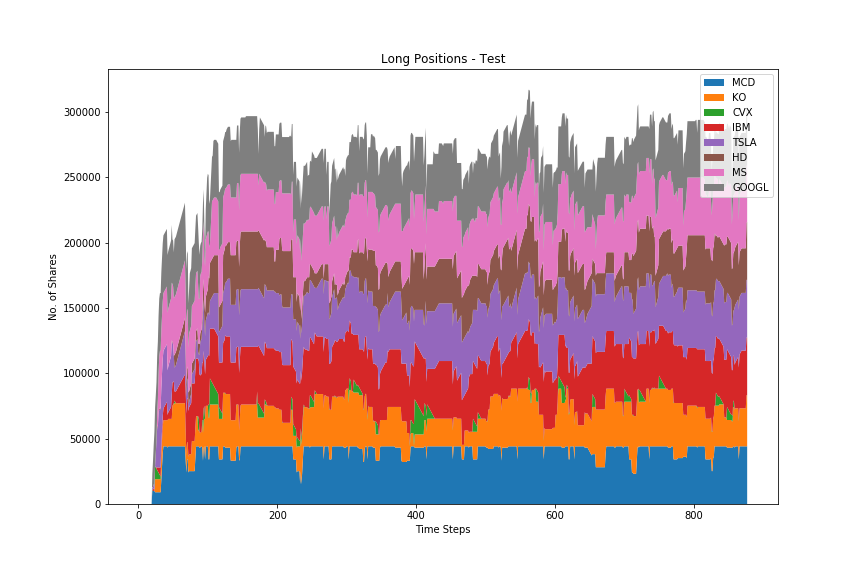 Long Positions - Test
No. of Shares
300000
250000
200000
150000
100000
50000
0
0 200 400 600 800
Time Steps
MCD
KO
CVX
IBM
TSLA
HD
MS
GOOGL